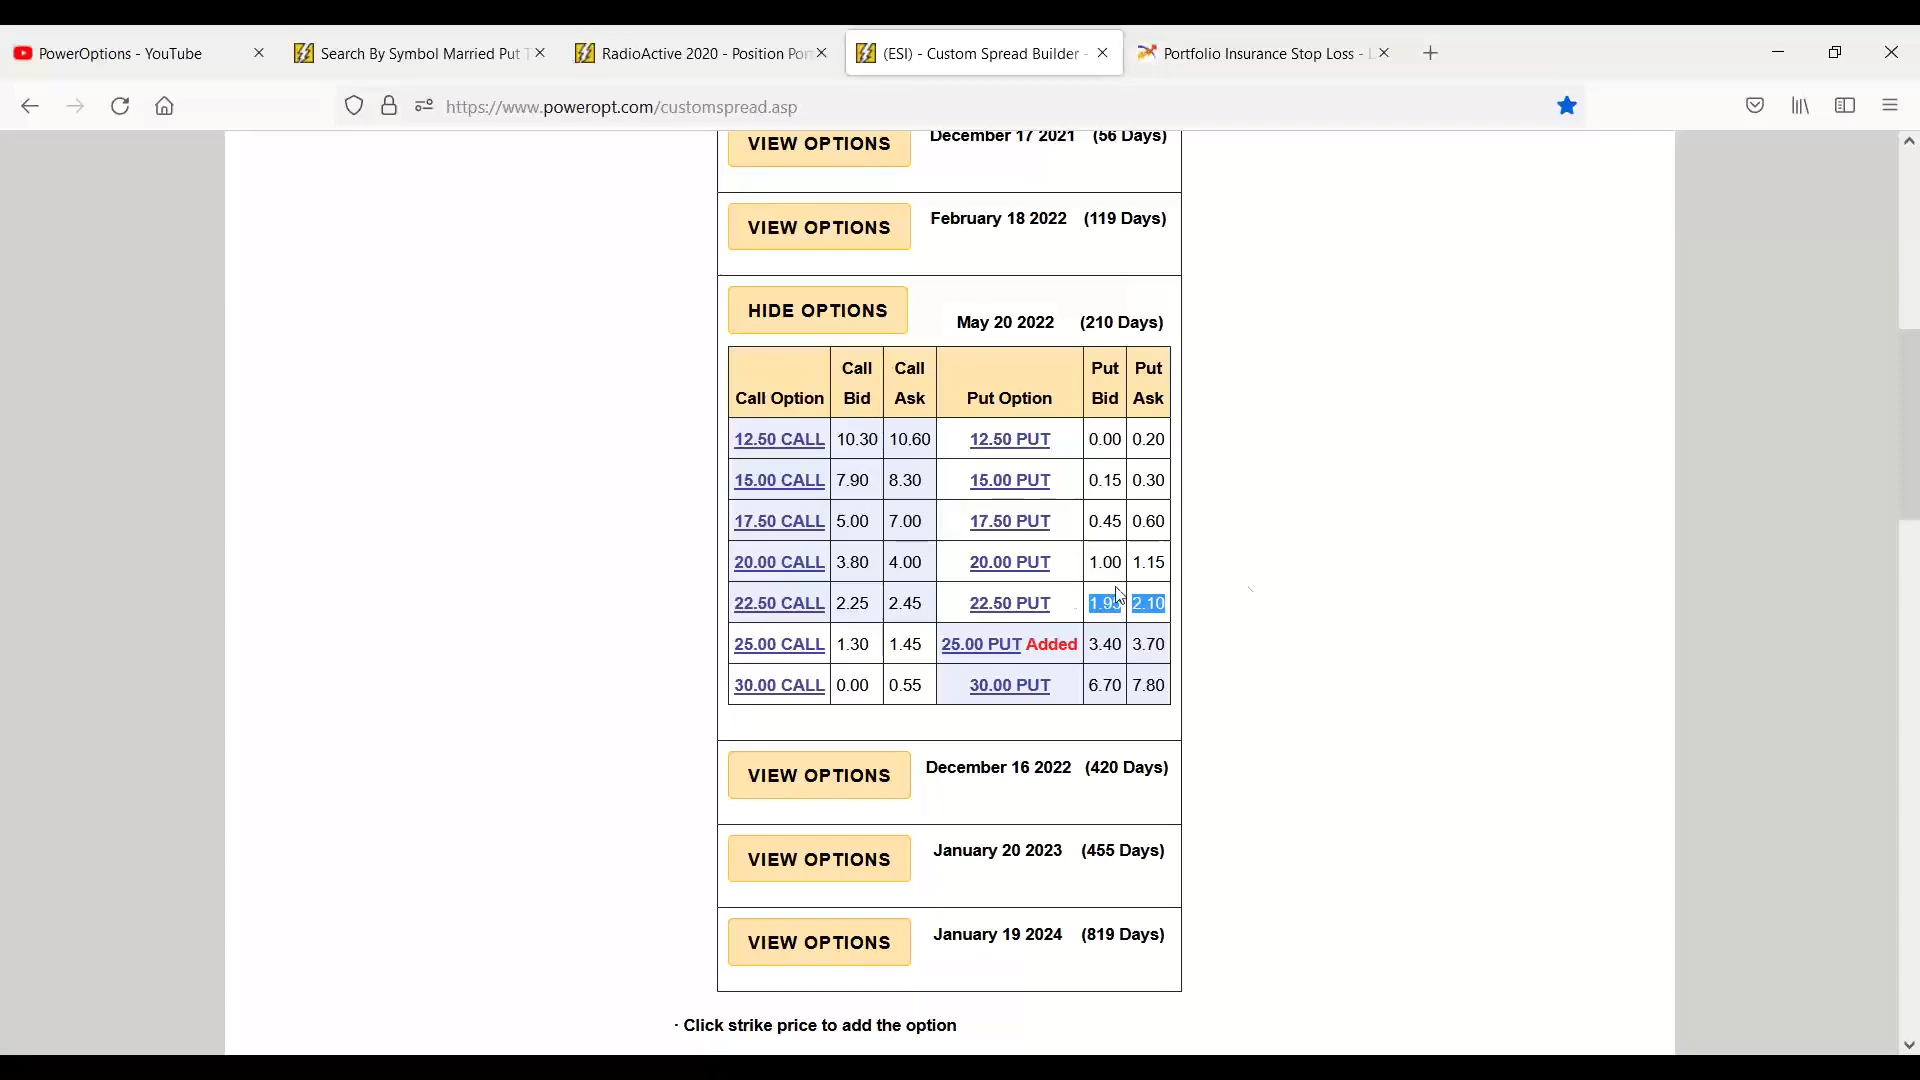 PowerOptions - YouTube
Search By Symbol Married Put
RadioActive 2020 - Position
(ESI) - Custom Spread Builder -
Portfolio Insurance Stop Loss -
https://www.poweropt.com/customspread.asp
VIEW OPTIONS December 17 2021 (56 Days)
VIEW OPTIONS February 18 2022 (119 Days)
HIDE OPTIONS May 20 2022 (210 Days)
Call Option Call Bid Call Ask Put Option Put Bid Put Ask
12.50 CALL 10.30 10.60 12.50 PUT 0.00 0.20
15.00 CALL 7.90 8.30 15.00 PUT 0.15 0.30
17.50 CALL 5.00 7.00 17.50 PUT 0.45 0.60
20.00 CALL 3.80 4.00 20.00 PUT 1.00 1.15
22.50 CALL 2.25 2.45 22.50 PUT 1.95 2.10
25.00 CALL 1.30 1.45 25.00 PUT Added 3.40 3.70
30.00 CALL 0.00 0.55 30.00 PUT 6.70 7.80
VIEW OPTIONS December 16 2022 (420 Days)
VIEW OPTIONS January 20 2023 (455 Days)
VIEW OPTIONS January 19 2024 (819 Days)
· Click strike price to add the option